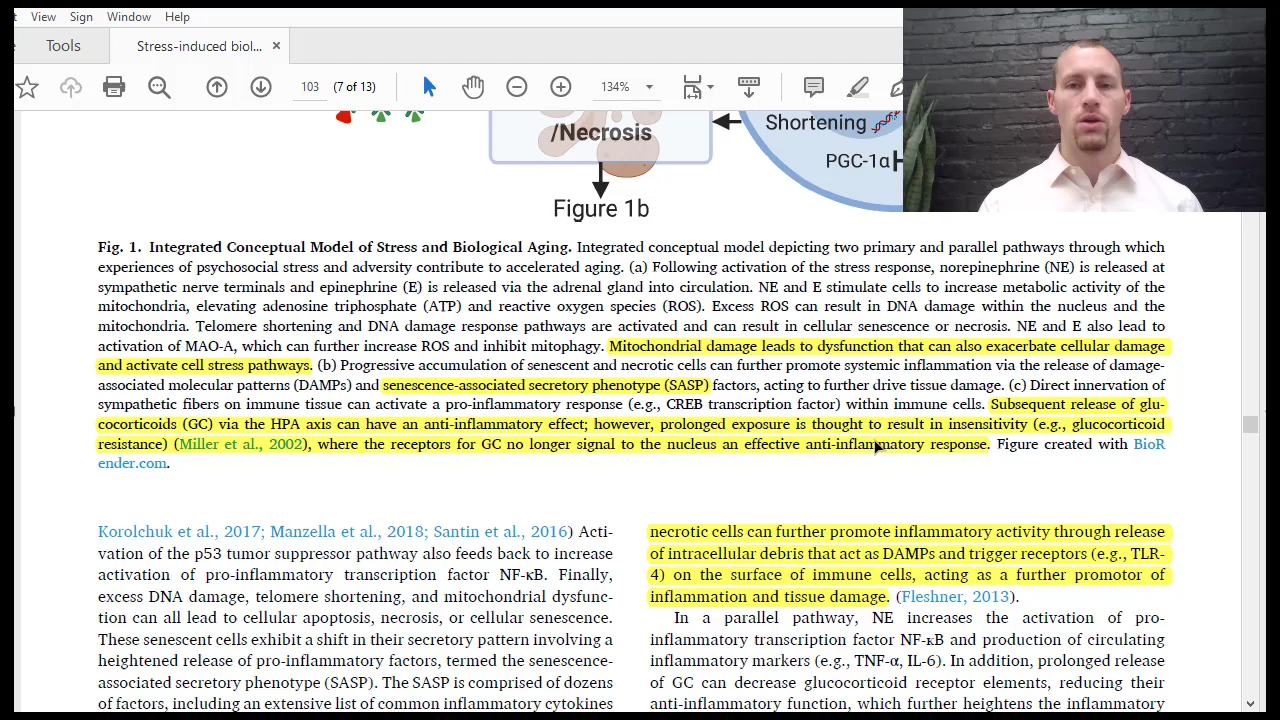 View Sign Window Help
Tools Stress-induced biol... ×
103 (7 of 13) 134%
/Necrosis
Shortening
PGC-1α
Figure 1b
Fig. 1. Integrated Conceptual Model of Stress and Biological Aging. Integrated conceptual model depicting two primary and parallel pathways through which
experiences of psychosocial stress and adversity contribute to accelerated aging. (a) Following activation of the stress response, norepinephrine (NE) is released at
sympathetic nerve terminals and epinephrine (E) is released via the adrenal gland into circulation. NE and E stimulate cells to increase metabolic activity of the
mitochondria, elevating adenosine triphosphate (ATP) and reactive oxygen species (ROS). Excess ROS can result in DNA damage within the nucleus and the
mitochondria. Telomere shortening and DNA damage response pathways are activated and can result in cellular senescence or necrosis. NE and E also lead to
activation of MAO-A, which can further increase ROS and inhibit mitophagy. Mitochondrial damage leads to dysfunction that can also exacerbate cellular damage
and activate cell stress pathways. (b) Progressive accumulation of senescent and necrotic cells can further promote systemic inflammation via the release of damage-
associated molecular patterns (DAMPs) and senescence-associated secretory phenotype (SASP) factors, acting to further drive tissue damage. (c) Direct innervation of
sympathetic fibers on immune tissue can activate a pro-inflammatory response (e.g., CREB transcription factor) within immune cells. Subsequent release of glu-
cocorticoids (GC) via the HPA axis can have an anti-inflammatory effect; however, prolonged exposure is thought to result in insensitivity (e.g., glucocorticoid
resistance) (Miller et al., 2002), where the receptors for GC no longer signal to the nucleus an effective anti-inflammatory response. Figure created with BioR
ender.com.
Korolchuk et al., 2017; Manzella et al., 2018; Santin et al., 2016) Acti-
vation of the p53 tumor suppressor pathway also feeds back to increase
activation of pro-inflammatory transcription factor NF-κB. Finally,
excess DNA damage, telomere shortening, and mitochondrial dysfunc-
tion can all lead to cellular apoptosis, necrosis, or cellular senescence.
These senescent cells exhibit a shift in their secretory pattern involving a
heightened release of pro-inflammatory factors, termed the senescence-
associated secretory phenotype (SASP). The SASP is comprised of dozens
of factors, including an extensive list of common inflammatory cytokines
necrotic cells can further promote inflammatory activity through release
of intracellular debris that act as DAMPs and trigger receptors (e.g., TLR-
4) on the surface of immune cells, acting as a further promotor of
inflammation and tissue damage. (Fleshner, 2013).
In a parallel pathway, NE increases the activation of pro-
inflammatory transcription factor NF-κB and production of circulating
inflammatory markers (e.g., TNF-α, IL-6). In addition, prolonged release
of GC can decrease glucocorticoid receptor elements, reducing their
anti-inflammatory function, which further heightens the inflammatory